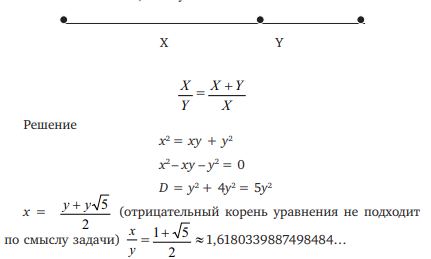 X Y
X/Y = X + Y/X
Решение
x² = xy + y²
x² – xy – y² = 0
D = y² + 4y² = 5y²
x = y + y√5/2 (отрицательный корень уравнения не подходит
по смыслу задачи) x/y = 1 + √5/2 ≈ 1,6180339887498484...